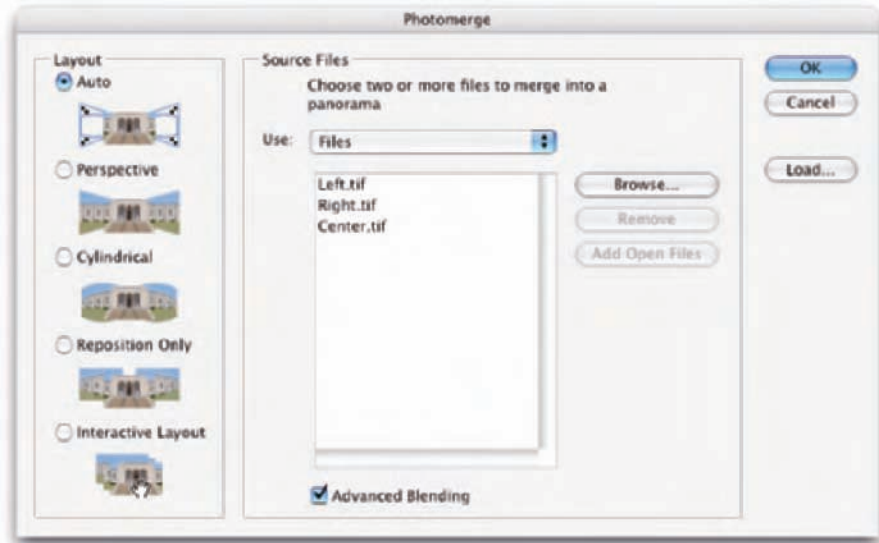 Photomerge
Layout
Auto
Perspective
Cylindrical
Reposition Only
Interactive Layout
Source Files
Choose two or more files to merge into a
panorama
Use: Files
Left.tif
Right.tif
Center.tif
Browse...
Remove
Add Open Files
Advanced Blending
OK
Cancel
Load...